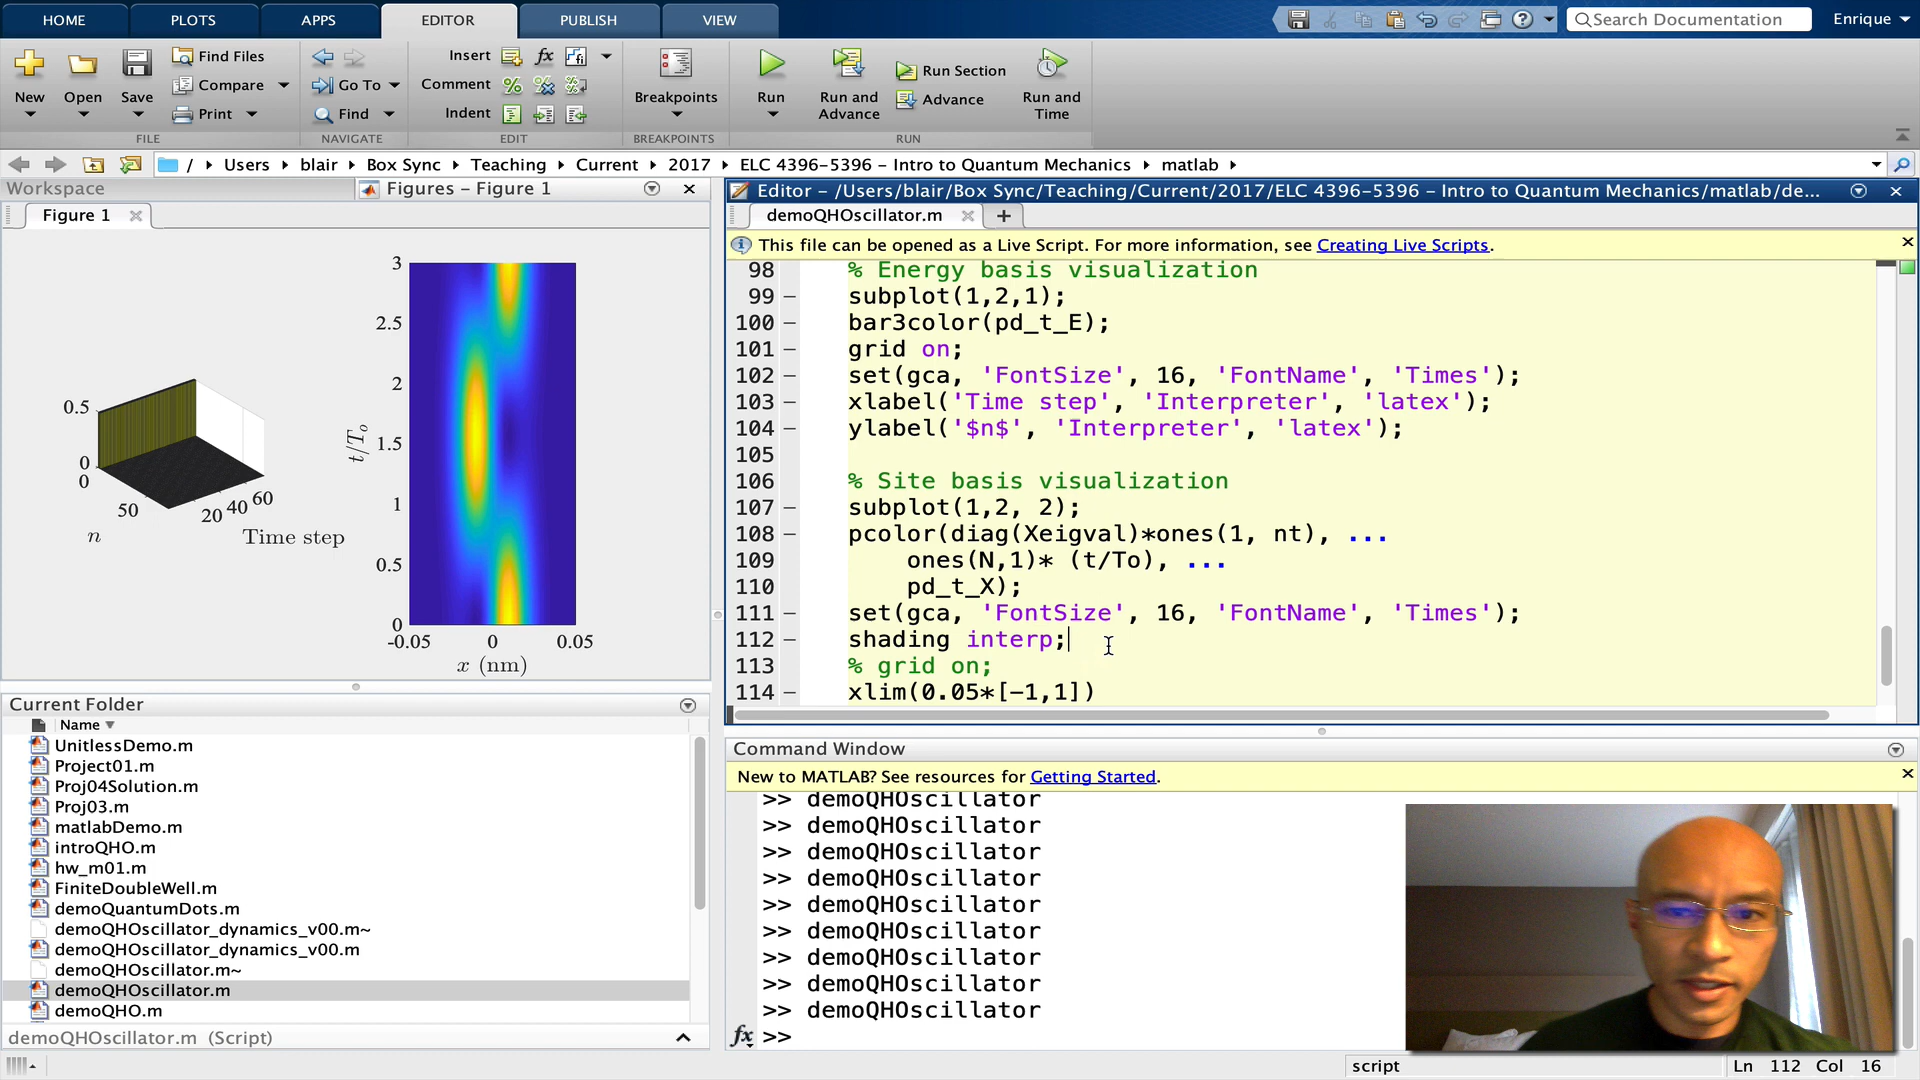 HOME PLOTS APPS EDITOR PUBLISH VIEW
Search Documentation Enrique
New Open Save Find Files Compare Print
Go To Find
Insert fx Comment Indent
Breakpoints
Run Run and Advance Run Section Advance Run and Time
FILE NAVIGATE EDIT BREAKPOINTS RUN
/ Users blair Box Sync Teaching Current 2017 ELC 4396-5396 – Intro to Quantum Mechanics matlab
Workspace
Figures – Figure 1
Figure 1
3
2.5
2
1.5
1
0.5
0
t/To
-0.05 0 0.05
x (nm)
0.5
0
0
50
n
20 40 60
Time step
Current Folder
Name
UnitlessDemo.m
Project01.m
Proj04Solution.m
Proj03.m
matlabDemo.m
introQHO.m
hw_m01.m
FiniteDoubleWell.m
demoQuantumDots.m
demoQHOscillator_dynamics_v00.m~
demoQHOscillator_dynamics_v00.m
demoQHOscillator.m~
demoQHOscillator.m
demoQHO.m
demoQHOscillator.m (Script)
Editor – /Users/blair/Box Sync/Teaching/Current/2017/ELC 4396-5396 – Intro to Quantum Mechanics/matlab/de...
demoQHOscillator.m
This file can be opened as a Live Script. For more information, see Creating Live Scripts.
98 % Energy basis visualization
99 – subplot(1,2,1);
100 – bar3color(pd_t_E);
101 – grid on;
102 – set(gca, 'FontSize', 16, 'FontName', 'Times');
103 – xlabel('Time step', 'Interpreter', 'latex');
104 – ylabel('$n$', 'Interpreter', 'latex');
105
106 % Site basis visualization
107 – subplot(1,2, 2);
108 – pcolor(diag(Xeigval)*ones(1, nt), ...
109 ones(N,1)* (t/To), ...
110 pd_t_X);
111 – set(gca, 'FontSize', 16, 'FontName', 'Times');
112 – shading interp;
113 % grid on;
114 – xlim(0.05*[-1,1])
Command Window
New to MATLAB? See resources for Getting Started.
>> demoQHOscillator
>> demoQHOscillator
>> demoQHOscillator
>> demoQHOscillator
>> demoQHOscillator
>> demoQHOscillator
>> demoQHOscillator
>> demoQHOscillator
>> demoQHOscillator
fx >>
script Ln 112 Col 16